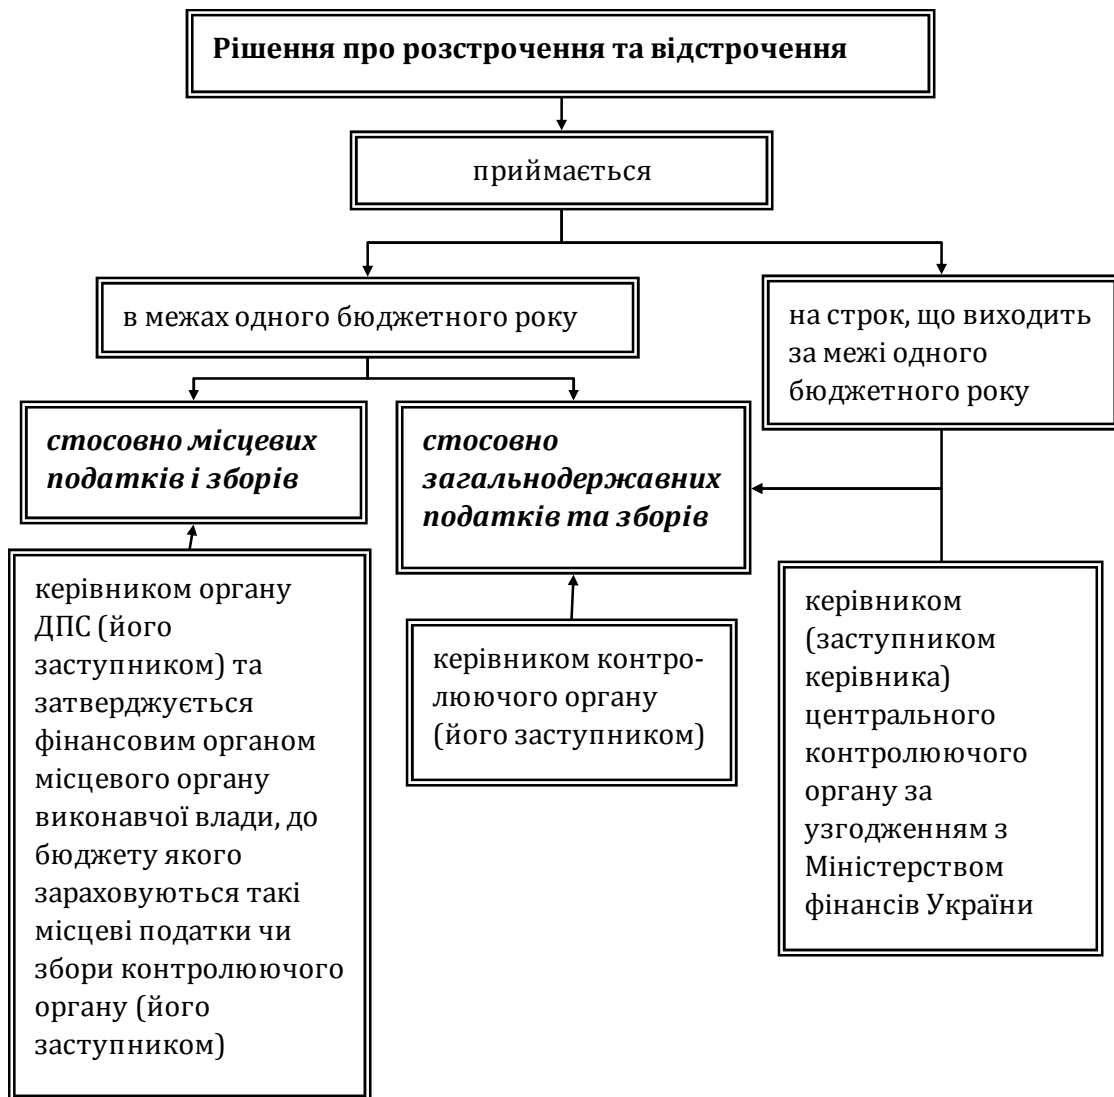 Рішення про розстрочення та відстрочення
приймається
в межах одного бюджетного року
на строк, що виходить
за межі одного
бюджетного року
стосовно місцевих
податків і зборів
стосовно
загальнодержавних
податків та зборів
керівником органу
ДПС (його
заступником) та
затверджується
фінансовим органом
місцевого органу
виконавчої влади, до
бюджету якого
зараховуються такі
місцеві податки чи
збори контролюючого
органу (його
заступником)
керівником контро-
люючого органу
(його заступником)
керівником
(заступником
керівника)
центрального
контролюючого
органу за
узгодженням з
Міністерством
фінансів України